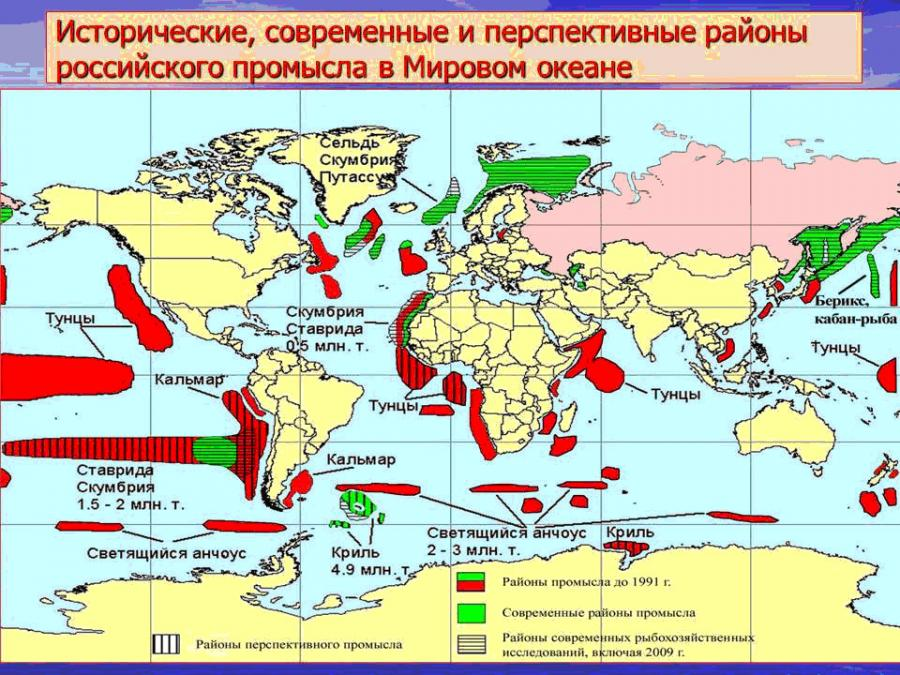 Исторические, современные и перспективные районы
российского промысла в Мировом океане
Сельдь
Скумбрия
Путассу
Скумбрия
Ставрида
0,5 млн. т.
Берикс,
кабан-рыба
Тунцы
Тунцы
Кальмар
Тунцы
Тунцы
Кальмар
Ставрида
Скумбрия
1.5 - 2 млн. т.
Светящийся анчоус
2 - 3 млн. т.
Криль
Светящийся анчоус
Криль
4.9 млн. т.
Районы промысла до 1991 г.
Современные районы промысла
Районы современных рыбохозяйственных
исследований, включая 2009 г.
Районы перспективного промысла